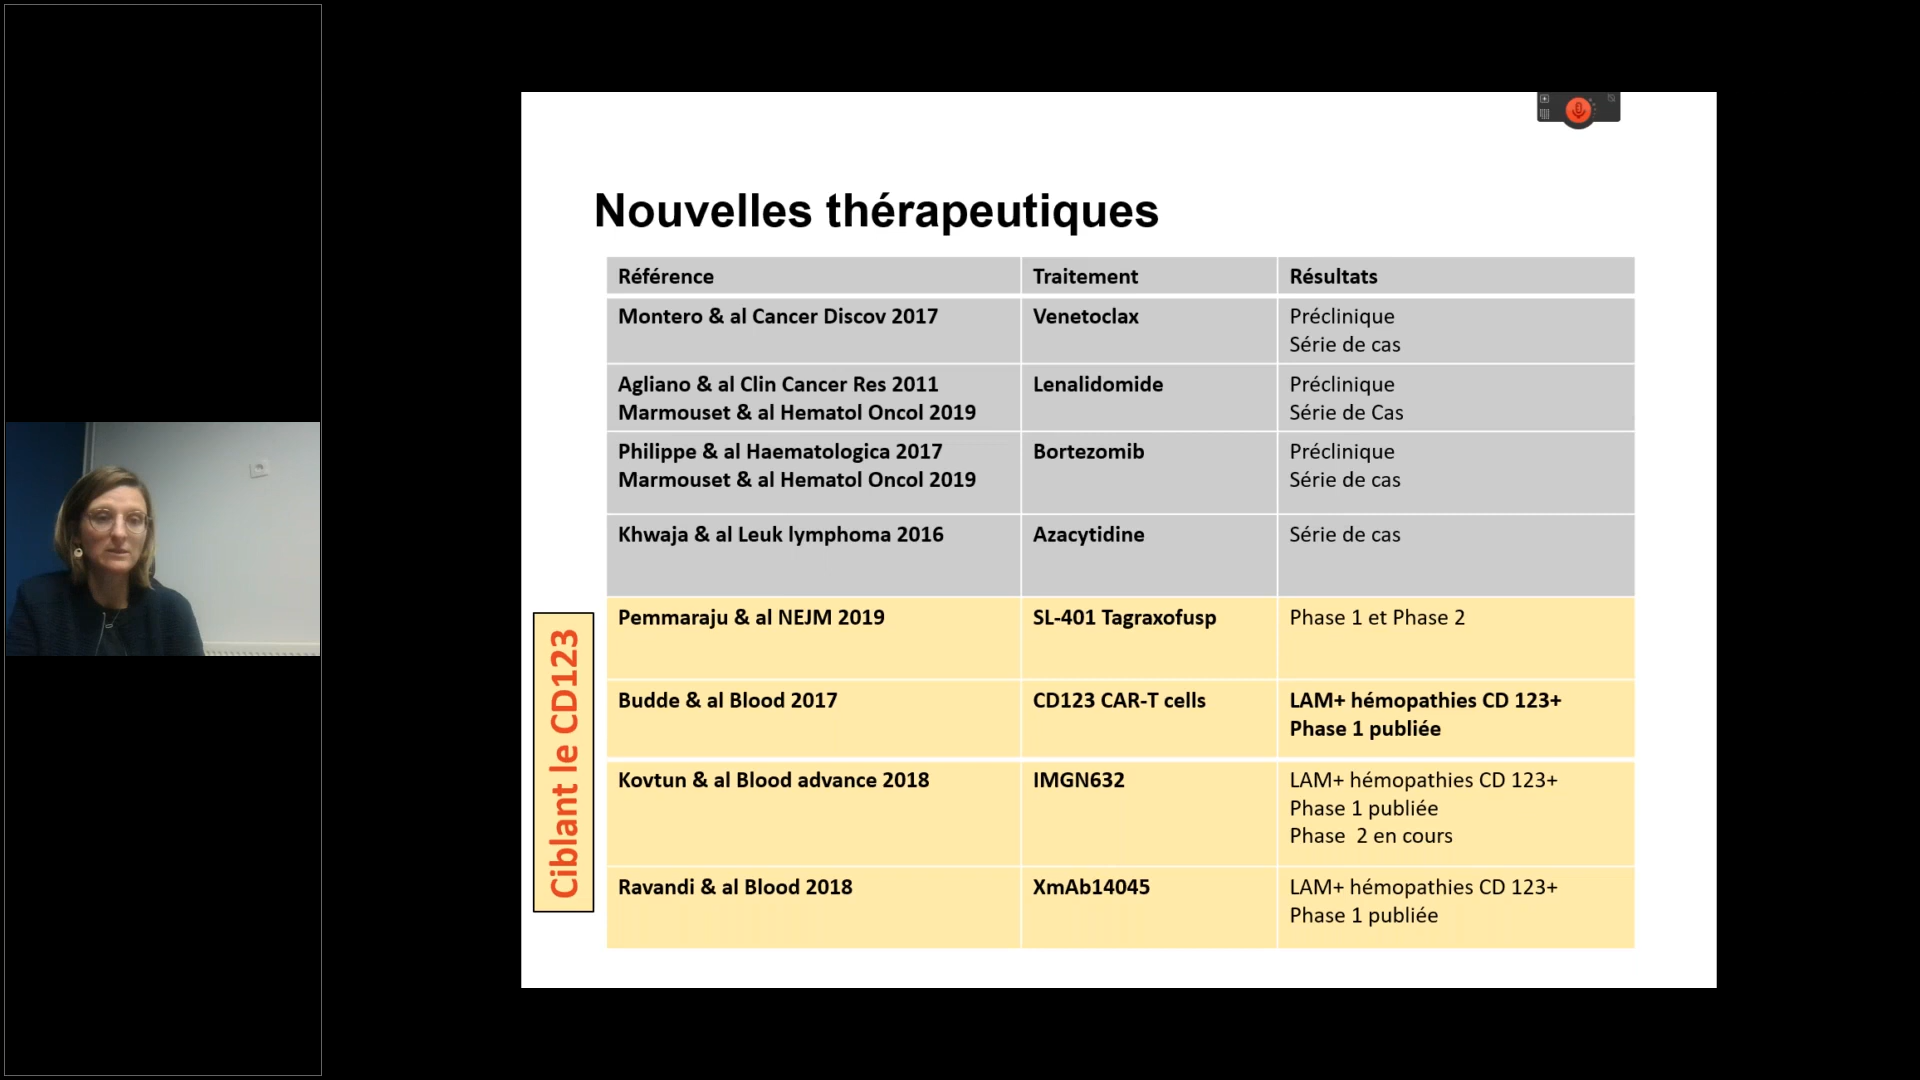 Nouvelles thérapeutiques
Référence
Traitement
Résultats
Montero & al Cancer Discov 2017
Venetoclax
Préclinique
Série de cas
Agliano & al Clin Cancer Res 2011
Marmouset & al Hematol Oncol 2019
Lenalidomide
Préclinique
Série de Cas
Philippe & al Haematologica 2017
Marmouset & al Hematol Oncol 2019
Bortezomib
Préclinique
Série de cas
Khwaja & al Leuk lymphoma 2016
Azacytidine
Série de cas
Ciblant le CD123
Pemmaraju & al NEJM 2019
SL-401 Tagraxofusp
Phase 1 et Phase 2
Budde & al Blood 2017
CD123 CAR-T cells
LAM+ hémopathies CD 123+
Phase 1 publiée
Kovtun & al Blood advance 2018
IMGN632
LAM+ hémopathies CD 123+
Phase 1 publiée
Phase  2 en cours
Ravandi & al Blood 2018
XmAb14045
LAM+ hémopathies CD 123+
Phase 1 publiée